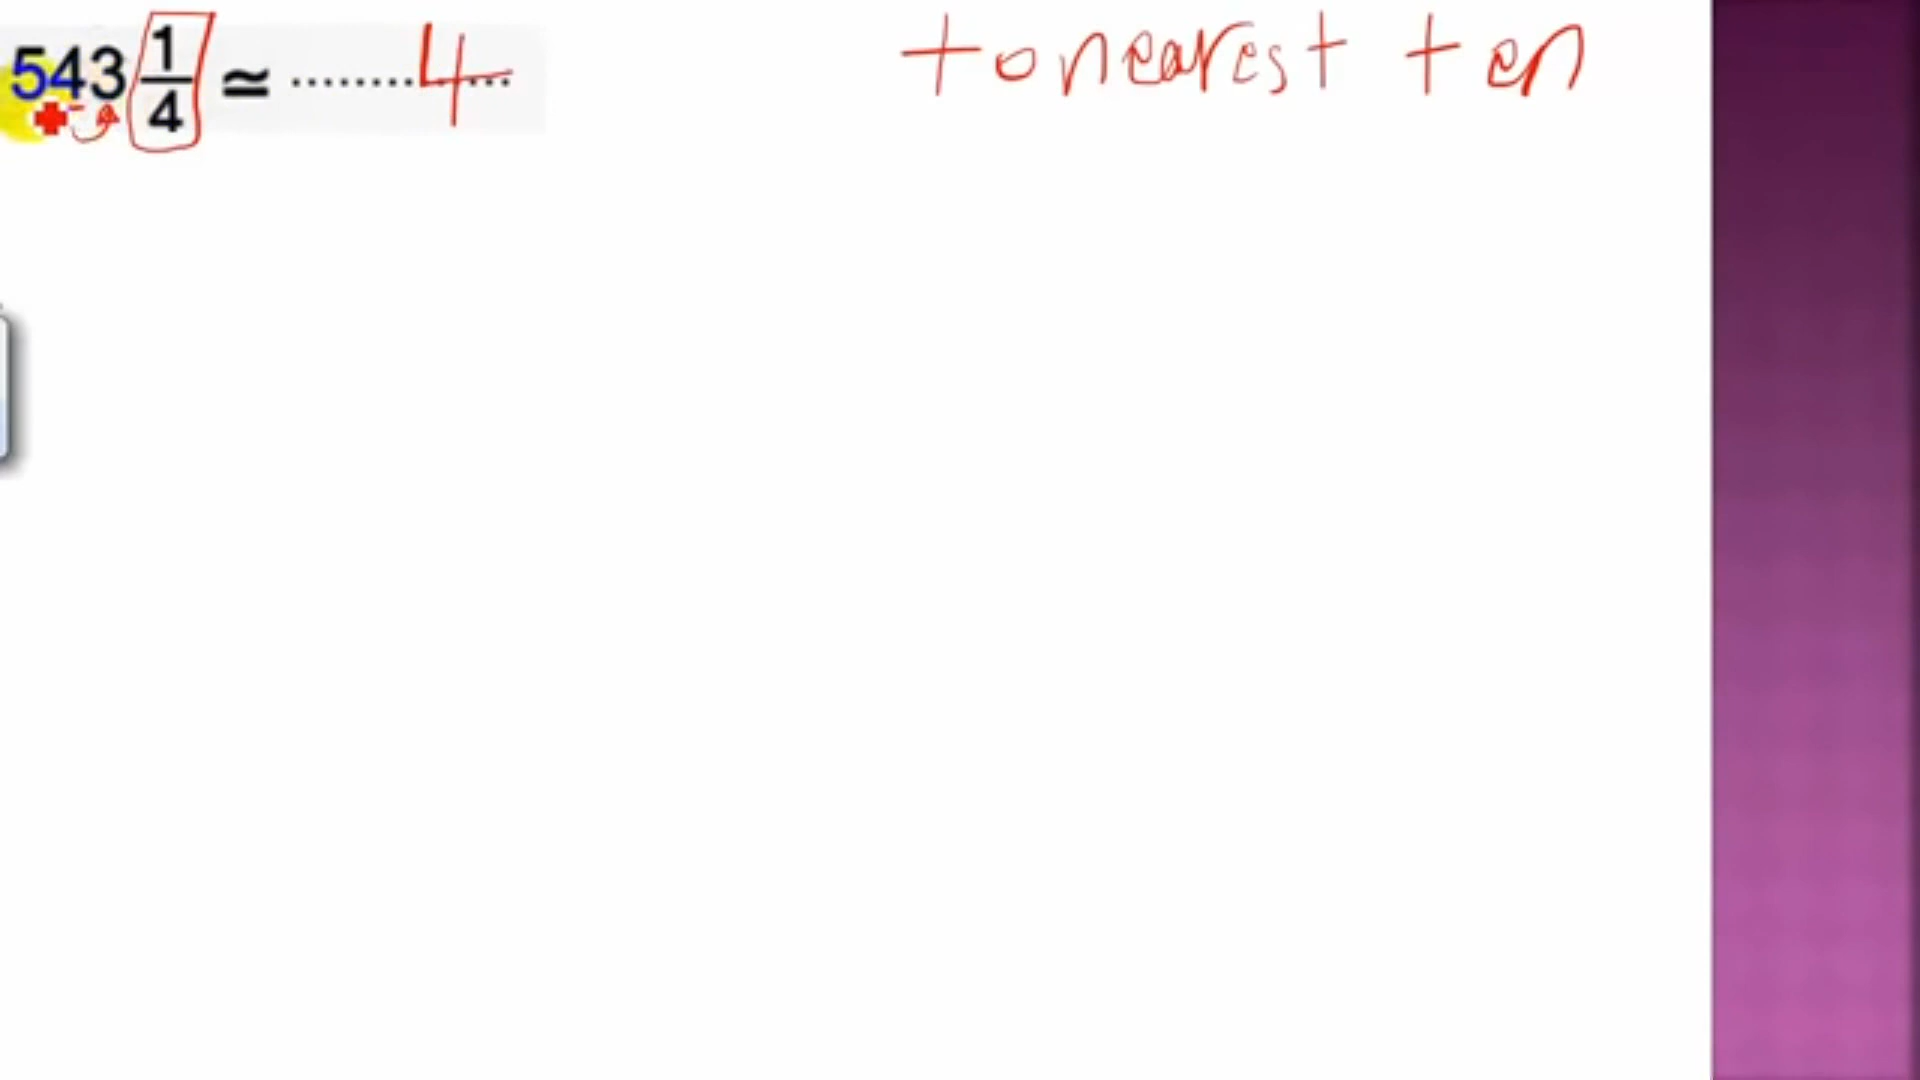 543 1/4 ≃ ............ 4 to nearest ten